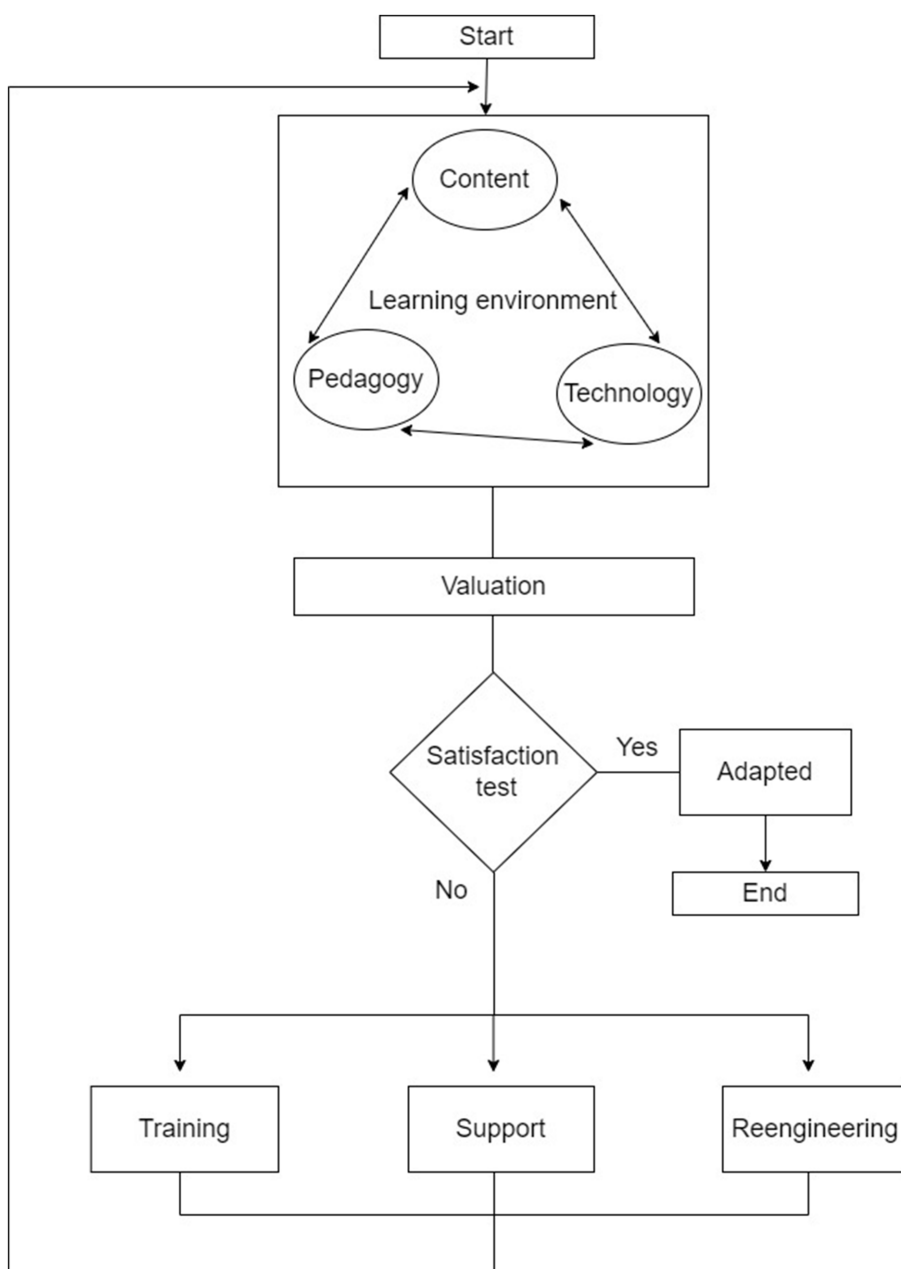 Start
Content
Learning environment
Pedagogy
Technology
Valuation
Satisfaction
test
Yes
Adapted
No
End
Training
Support
Reengineering